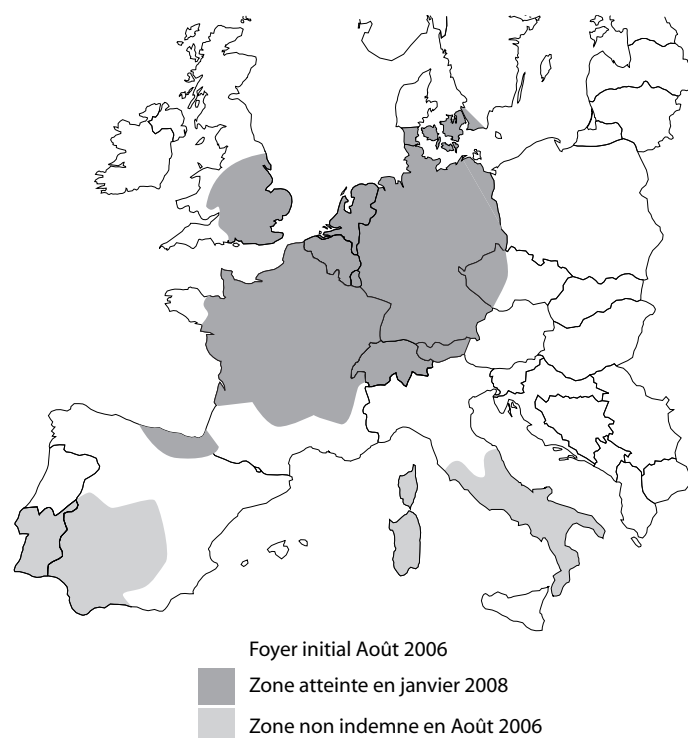 Foyer initial Août 2006
Zone atteinte en janvier 2008
Zone non indemne en Août 2006